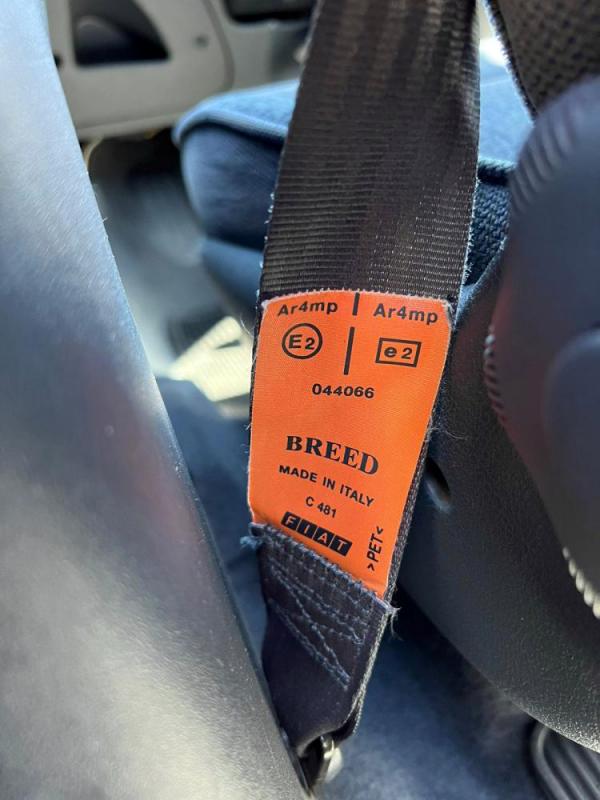 Ar4mp | Ar4mp
E2 | e2
044066
BREED
MADE IN ITALY
C 481
FIAT
>PET<